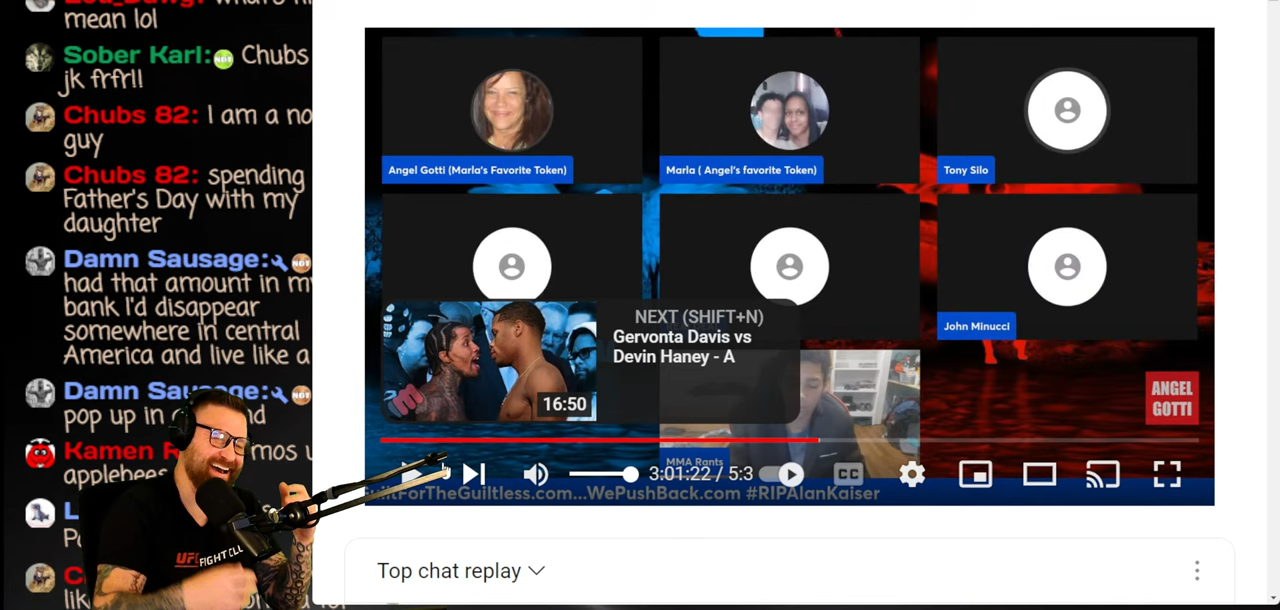 mean lol
Sober Karl: Chubs
jk frfr!!
Chubs 82: I am a no
guy
Chubs 82: spending
Father's Day with my
daughter
Damn Sausage:
had that amount in my
bank I'd disappear
somewhere in central
America and live like a
Damn Sausage:
pop up in
Kamen
applebees
UFC FIGHT CLU
Angel Gotti (Marla's Favorite Token)
Marla ( Angel's favorite Token)
Tony Silo
NEXT (SHIFT+N)
Gervonta Davis vs
Devin Haney - A
16:50
John Minucci
ANGEL
GOTTI
MMA Rants
3:01:22 / 5:3
CC
ForTheGuiltless.com...WePushBack.com #RIPAlanKaiser
Top chat replay